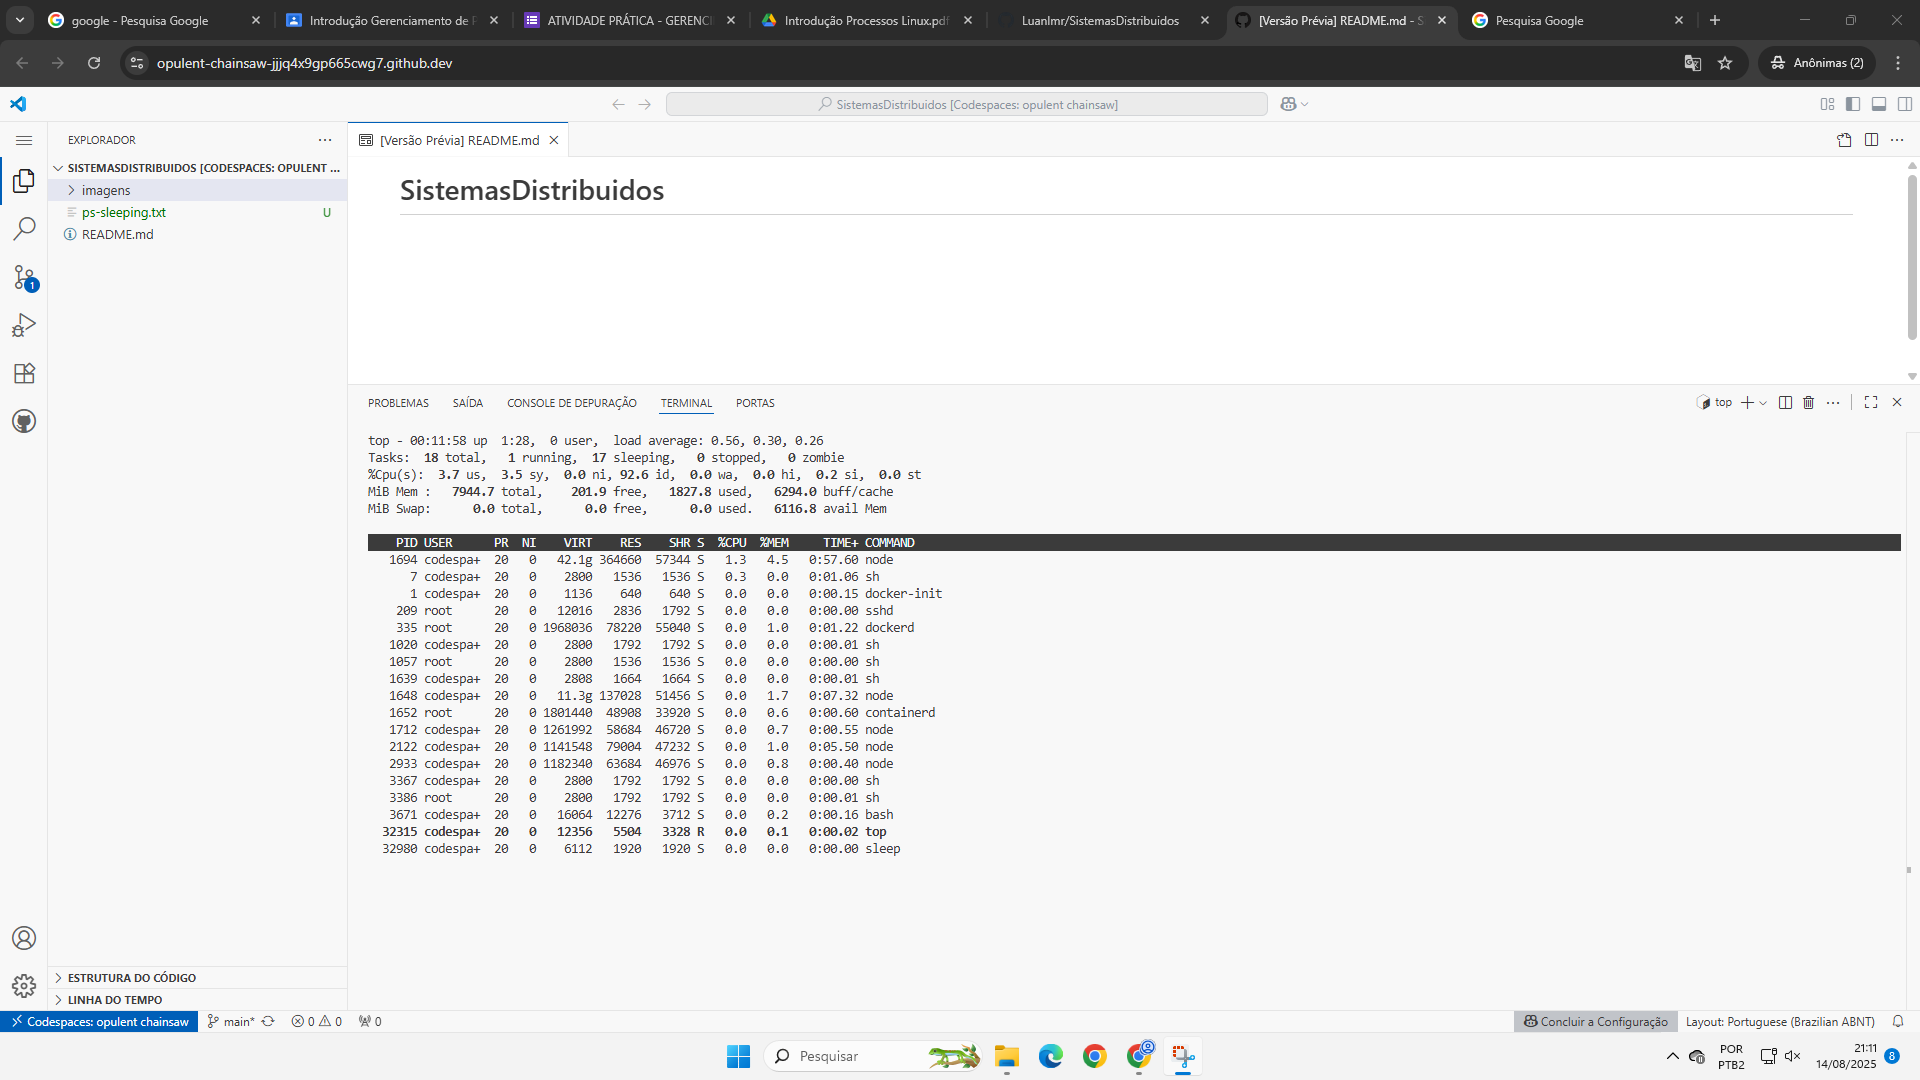 google - Pesquisa Google
Introdução Gerenciamento de P
ATIVIDADE PRÁTICA - GERENCI
Introdução Processos Linux.pdf
Luanlmr/SistemasDistribuidos
[Versão Prévia] README.md - S
Pesquisa Google
opulent-chainsaw-jjjq4x9gp665cwg7.github.dev
Anônimas (2)
SistemasDistribuidos [Codespaces: opulent chainsaw]
EXPLORADOR
[Versão Prévia] README.md
SISTEMASDISTRIBUIDOS [CODESPACES: OPULENT ...
imagens
ps-sleeping.txt U
README.md
1
SistemasDistribuidos
PROBLEMAS SAÍDA CONSOLE DE DEPURAÇÃO TERMINAL PORTAS
top
top - 00:11:58 up  1:28,  0 user,  load average: 0.56, 0.30, 0.26
Tasks:  18 total,   1 running,  17 sleeping,   0 stopped,   0 zombie
%Cpu(s):  3.7 us,  3.5 sy,  0.0 ni, 92.6 id,  0.0 wa,  0.0 hi,  0.2 si,  0.0 st
MiB Mem :   7944.7 total,    201.9 free,   1827.8 used,   6294.0 buff/cache
MiB Swap:      0.0 total,      0.0 free,      0.0 used.   6116.8 avail Mem
PID USER      PR  NI    VIRT    RES    SHR S  %CPU  %MEM     TIME+ COMMAND
1694 codespa+  20   0   42.1g 364660  57344 S   1.3   4.5   0:57.60 node
7 codespa+  20   0    2800   1536   1536 S   0.3   0.0   0:01.06 sh
1 codespa+  20   0    1136    640    640 S   0.0   0.0   0:00.15 docker-init
209 root      20   0   12016   2836   1792 S   0.0   0.0   0:00.00 sshd
335 root      20   0 1968036  78220  55040 S   0.0   1.0   0:01.22 dockerd
1020 codespa+  20   0    2800   1792   1792 S   0.0   0.0   0:00.01 sh
1057 root      20   0    2800   1536   1536 S   0.0   0.0   0:00.00 sh
1639 codespa+  20   0    2808   1664   1664 S   0.0   0.0   0:00.01 sh
1648 codespa+  20   0   11.3g 137028  51456 S   0.0   1.7   0:07.32 node
1652 root      20   0 1801440  48908  33920 S   0.0   0.6   0:00.60 containerd
1712 codespa+  20   0 1261992  58684  46720 S   0.0   0.7   0:00.55 node
2122 codespa+  20   0 1141548  79004  47232 S   0.0   1.0   0:05.50 node
2933 codespa+  20   0 1182340  63684  46976 S   0.0   0.8   0:00.40 node
3367 codespa+  20   0    2800   1792   1792 S   0.0   0.0   0:00.00 sh
3386 root      20   0    2800   1792   1792 S   0.0   0.0   0:00.01 sh
3671 codespa+  20   0   16064  12276   3712 S   0.0   0.2   0:00.16 bash
32315 codespa+  20   0   12356   5504   3328 R   0.0   0.1   0:00.02 top
32980 codespa+  20   0    6112   1920   1920 S   0.0   0.0   0:00.00 sleep
ESTRUTURA DO CÓDIGO
LINHA DO TEMPO
Codespaces: opulent chainsaw main* 0 0 0
Concluir a Configuração Layout: Portuguese (Brazilian ABNT)
Pesquisar
POR
PTB2
21:11
14/08/2025
8